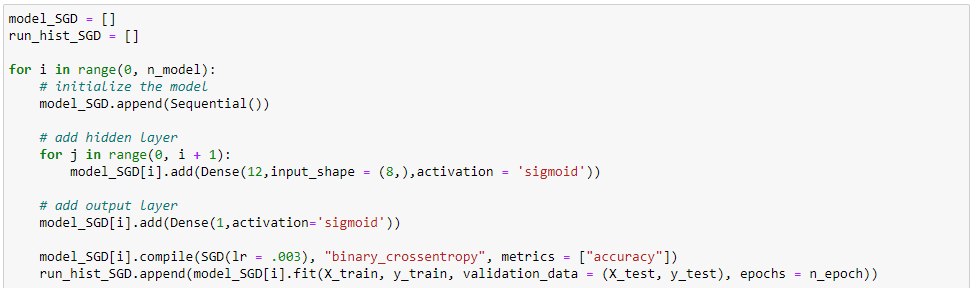 model_SGD = []
run_hist_SGD = []

for i in range(0, n_model):
    # initialize the model
    model_SGD.append(Sequential())

    # add hidden layer
    for j in range(0, i + 1):
        model_SGD[i].add(Dense(12,input_shape = (8,),activation = 'sigmoid'))

    # add output layer
    model_SGD[i].add(Dense(1,activation='sigmoid'))

    model_SGD[i].compile(SGD(lr = .003), "binary_crossentropy", metrics = ["accuracy"])
    run_hist_SGD.append(model_SGD[i].fit(X_train, y_train, validation_data = (X_test, y_test), epochs = n_epoch))